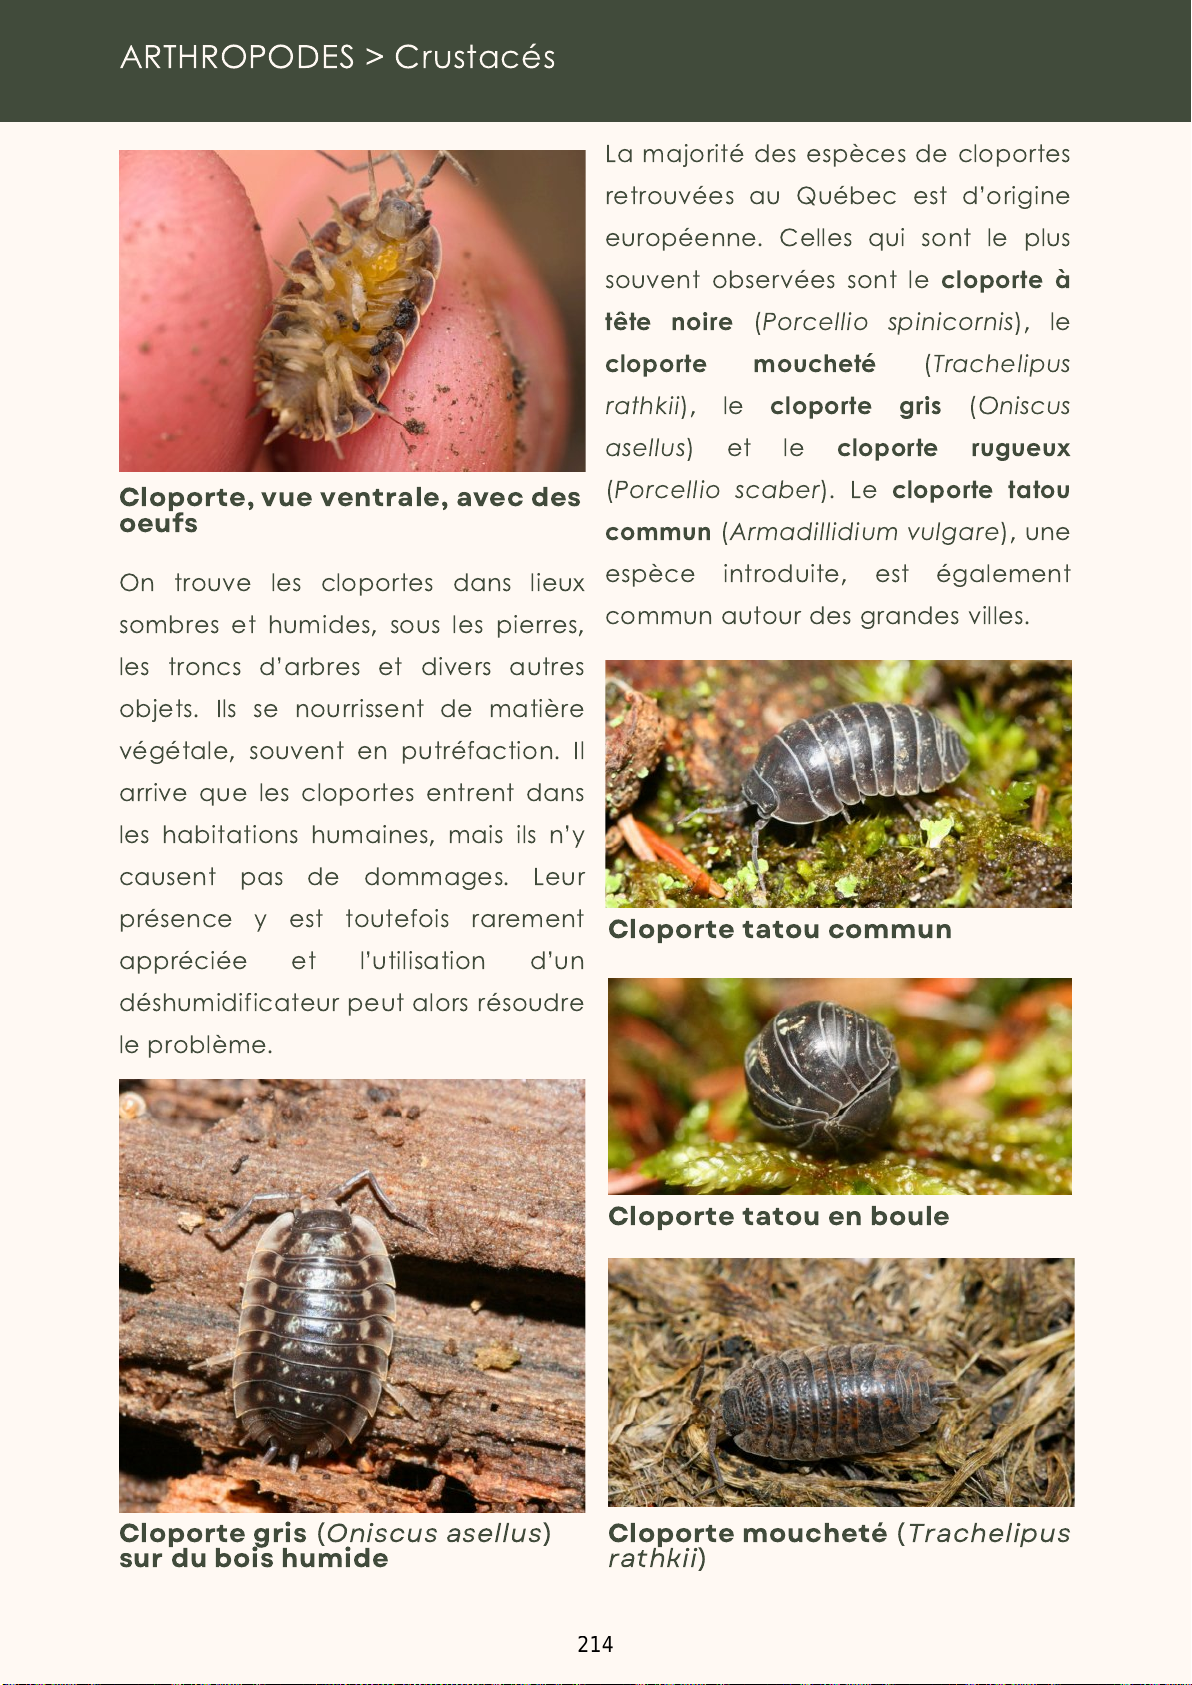 ARTHROPODES > Crustacés
Cloporte, vue ventrale, avec des
oeufs
On trouve les cloportes dans lieux
sombres et humides, sous les pierres,
les troncs d’arbres et divers autres
objets. Ils se nourrissent de matière
végétale, souvent en putréfaction. Il
arrive que les cloportes entrent dans
les habitations humaines, mais ils n’y
causent pas de dommages. Leur
présence y est toutefois rarement
appréciée et l’utilisation d’un
déshumidificateur peut alors résoudre
le problème.
Cloporte gris (Oniscus asellus)
sur du bois humide
La majorité des espèces de cloportes
retrouvées au Québec est d’origine
européenne. Celles qui sont le plus
souvent observées sont le cloporte à
tête noire (Porcellio spinicornis), le
cloporte moucheté (Trachelipus
rathkii), le cloporte gris (Oniscus
asellus) et le cloporte rugueux
(Porcellio scaber). Le cloporte tatou
commun (Armadillidium vulgare), une
espèce introduite, est également
commun autour des grandes villes.
Cloporte tatou commun
Cloporte tatou en boule
Cloporte moucheté (Trachelipus
rathkii)
214